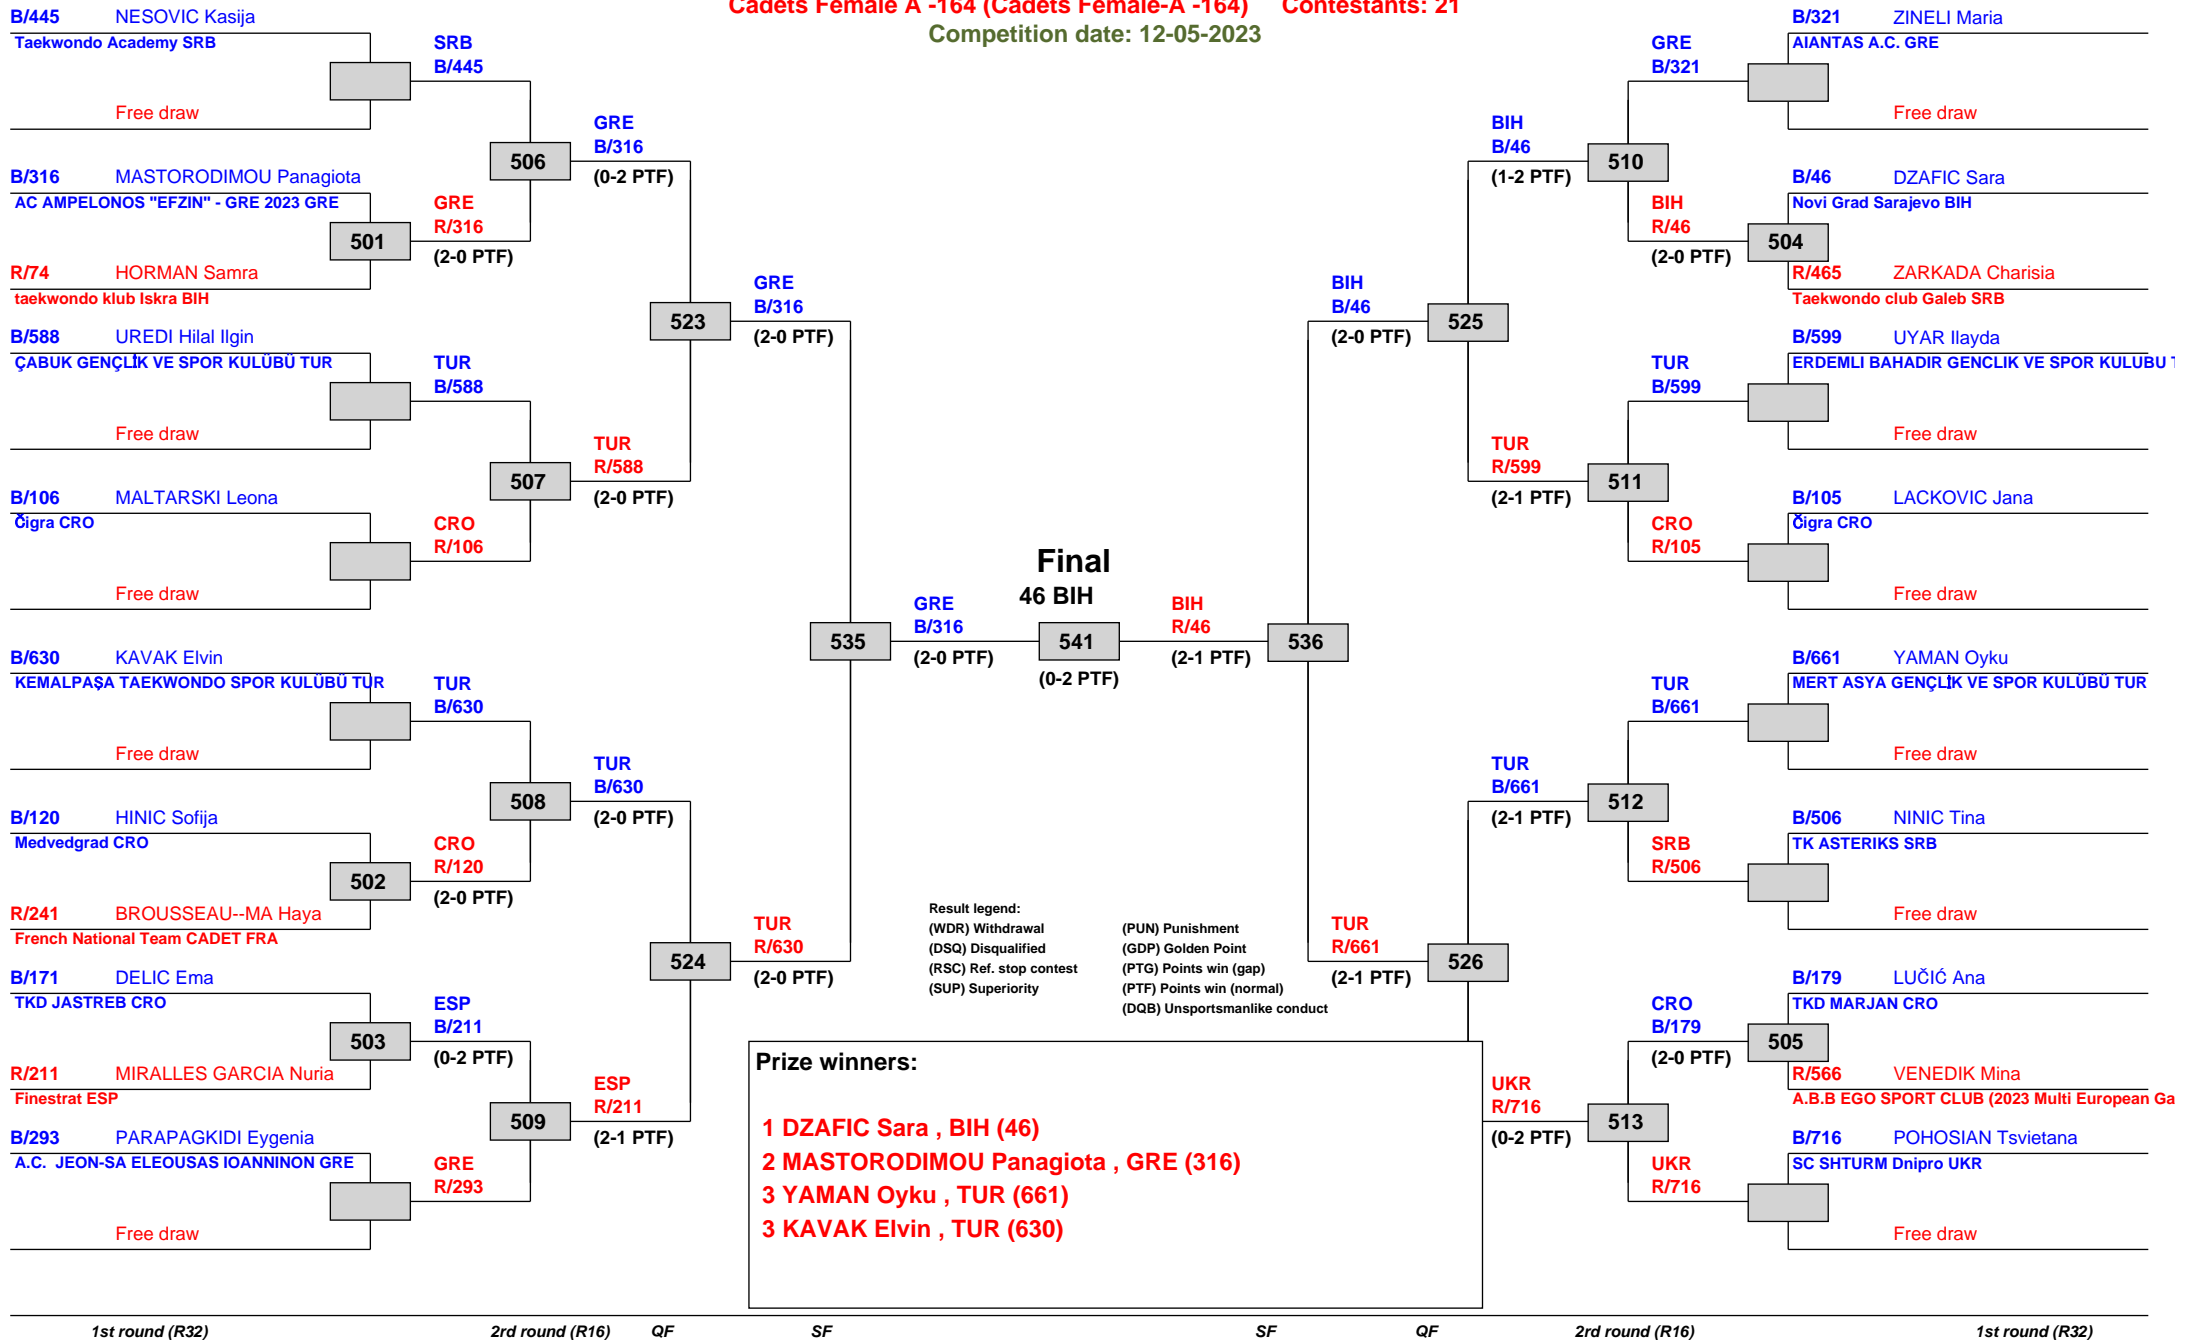 Cadets Female A -164 (Cadets Female-A -164) Contestants: 21
Competition date: 12-05-2023
B/445 NESOVIC Kasija
Taekwondo Academy SRB
Free draw
B/316 MASTORODIMOU Panagiota
AC AMPELONOS "EFZIN" - GRE 2023 GRE
501
R/74 HORMAN Samra
taekwondo klub Iskra BIH
B/588 UREDI Hilal Ilgin
ÇABUK GENÇLİK VE SPOR KULÜBÜ TUR
Free draw
B/106 MALTARSKI Leona
Čigra CRO
Free draw
B/630 KAVAK Elvin
KEMALPAŞA TAEKWONDO SPOR KULÜBÜ TUR
Free draw
B/120 HINIC Sofija
Medvedgrad CRO
502
R/241 BROUSSEAU--MA Haya
French National Team CADET FRA
B/171 DELIC Ema
TKD JASTREB CRO
503
R/211 MIRALLES GARCIA Nuria
Finestrat ESP
B/293 PARAPAGKIDI Eygenia
A.C. JEON-SA ELEOUSAS IOANNINON GRE
Free draw
SRB
B/445
506
GRE
R/316
(2-0 PTF)
TUR
B/588
507
CRO
R/106
TUR
B/630
508
CRO
R/120
(2-0 PTF)
ESP
B/211
(0-2 PTF)
509
GRE
R/293
GRE
B/316
(0-2 PTF)
523
TUR
R/588
(2-0 PTF)
TUR
B/630
(2-0 PTF)
524
ESP
R/211
(2-1 PTF)
GRE
B/316
(2-0 PTF)
535
TUR
R/630
(2-0 PTF)
GRE
B/316
(2-0 PTF)
Final
46 BIH
541
(0-2 PTF)
BIH
R/46
(2-1 PTF)
BIH
B/46
(2-0 PTF)
536
TUR
R/661
(2-1 PTF)
BIH
B/46
(1-2 PTF)
525
TUR
R/599
(2-1 PTF)
TUR
B/661
(2-1 PTF)
526
UKR
R/716
(0-2 PTF)
GRE
B/321
510
BIH
R/46
(2-0 PTF)
TUR
B/599
511
CRO
R/105
TUR
B/661
512
SRB
R/506
CRO
B/179
(2-0 PTF)
513
UKR
R/716
B/321 ZINELI Maria
AIANTAS A.C. GRE
Free draw
B/46 DZAFIC Sara
Novi Grad Sarajevo BIH
504
R/465 ZARKADA Charisia
Taekwondo club Galeb SRB
B/599 UYAR Ilayda
ERDEMLI BAHADIR GENCLIK VE SPOR KULUBU T
Free draw
B/105 LACKOVIC Jana
Čigra CRO
Free draw
B/661 YAMAN Oyku
MERT ASYA GENÇLİK VE SPOR KULÜBÜ TUR
Free draw
B/506 NINIC Tina
TK ASTERIKS SRB
Free draw
B/179 LUČIĆ Ana
TKD MARJAN CRO
505
R/566 VENEDIK Mina
A.B.B EGO SPORT CLUB (2023 Multi European Ga
B/716 POHOSIAN Tsvietana
SC SHTURM Dnipro UKR
Free draw
Result legend:
(WDR) Withdrawal
(DSQ) Disqualified
(RSC) Ref. stop contest
(SUP) Superiority
(PUN) Punishment
(GDP) Golden Point
(PTG) Points win (gap)
(PTF) Points win (normal)
(DQB) Unsportsmanlike conduct
Prize winners:
1 DZAFIC Sara , BIH (46)
2 MASTORODIMOU Panagiota , GRE (316)
3 YAMAN Oyku , TUR (661)
3 KAVAK Elvin , TUR (630)
1st round (R32) 2rd round (R16) QF SF SF QF 2rd round (R16) 1st round (R32)